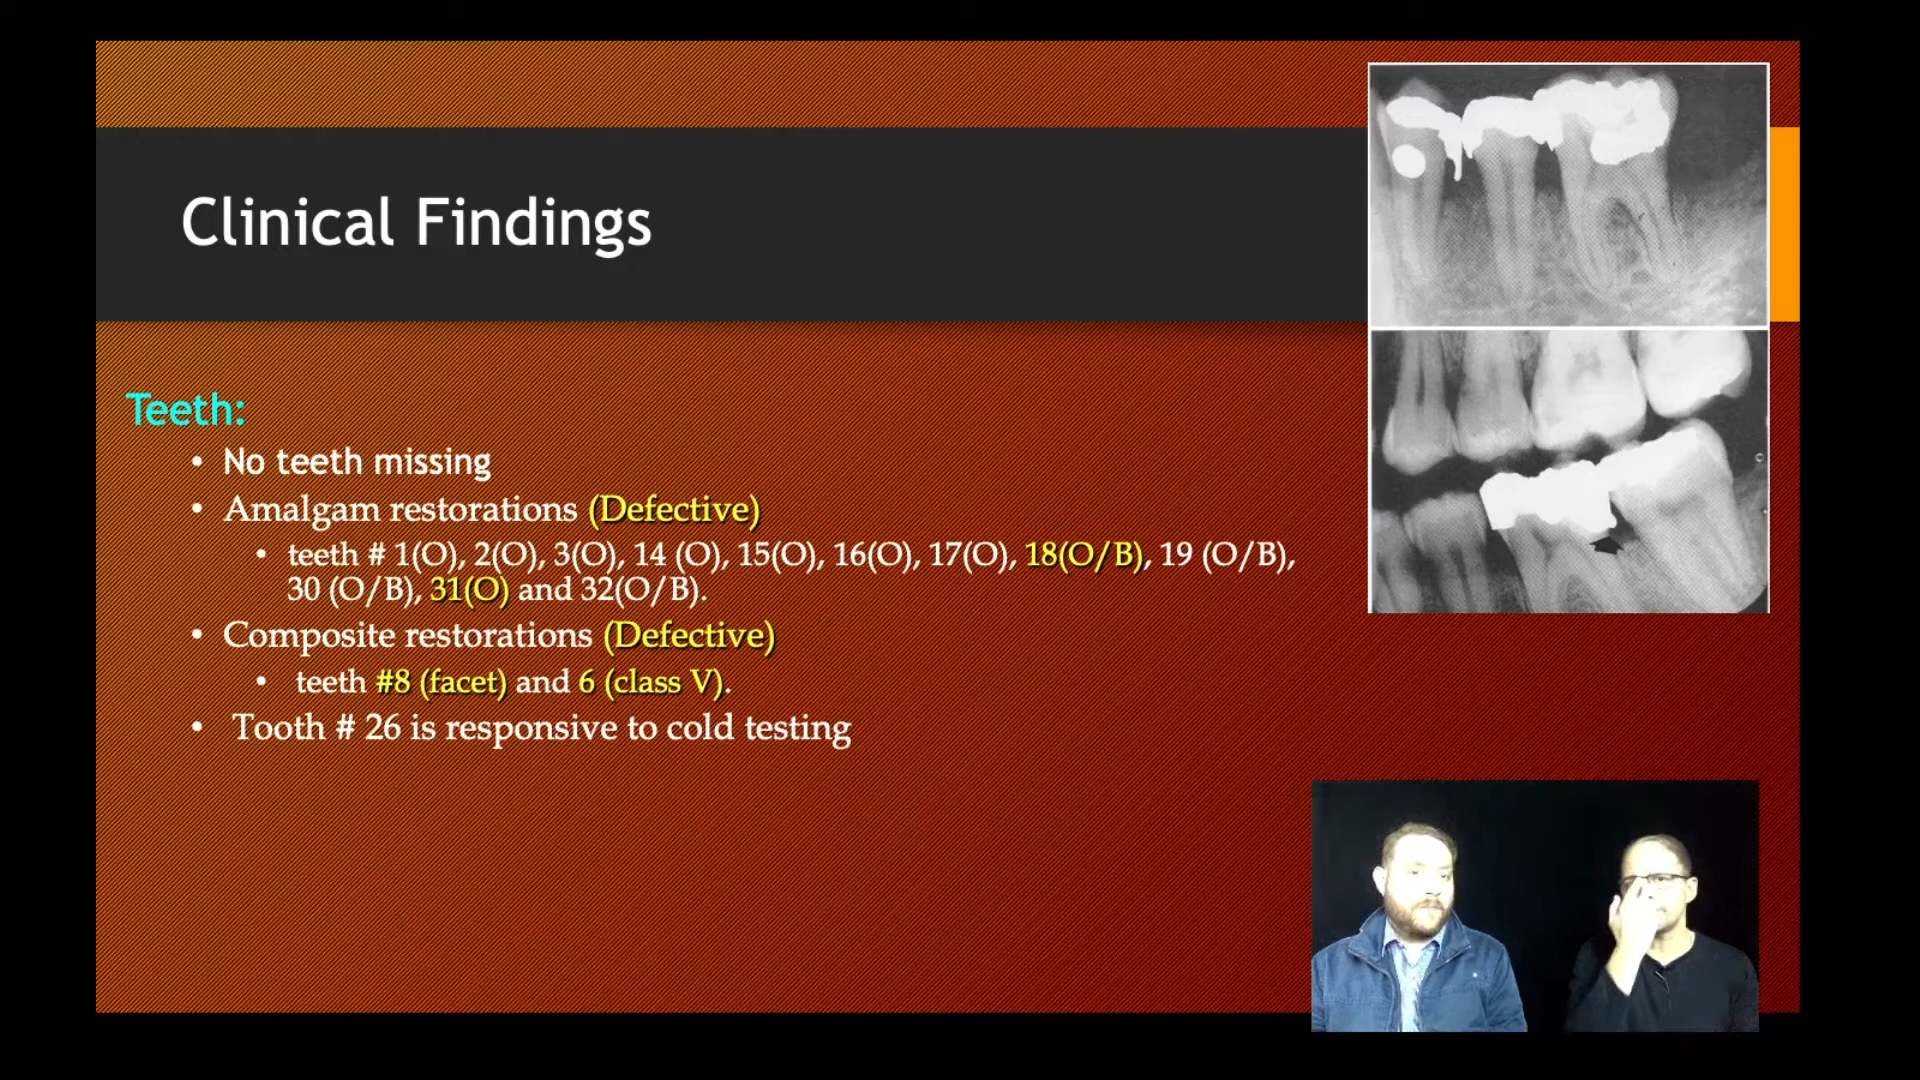 Clinical Findings
Teeth:
• No teeth missing
• Amalgam restorations (Defective)
• teeth # 1(O), 2(O), 3(O), 14 (O), 15(O), 16(O), 17(O), 18(O/B), 19 (O/B),
30 (O/B), 31(O) and 32(O/B).
• Composite restorations (Defective)
• teeth #8 (facet) and 6 (class V).
• Tooth # 26 is responsive to cold testing